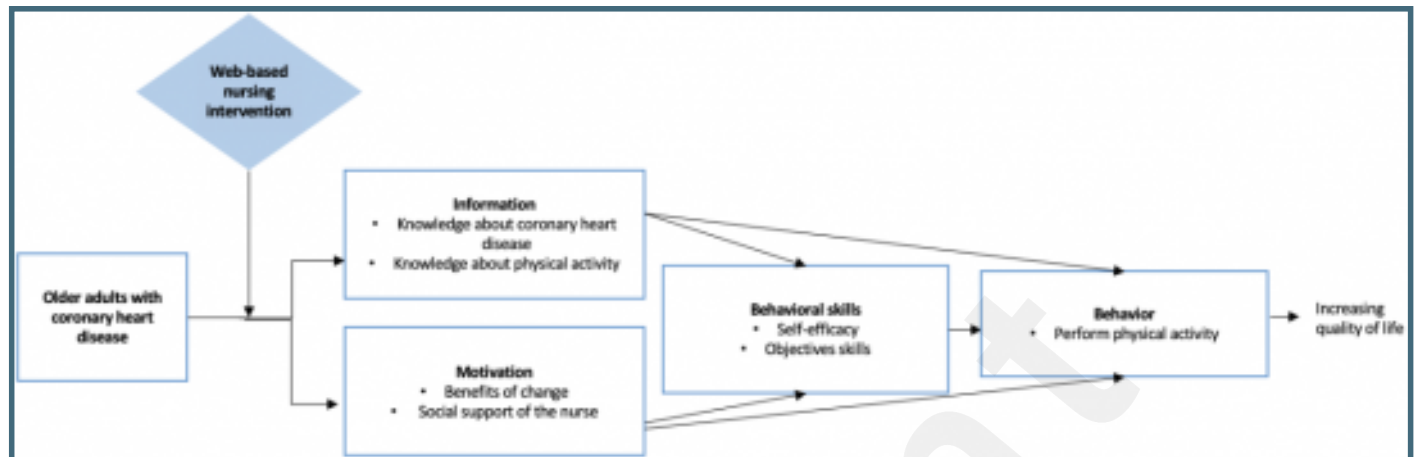 Web-based
nursing
intervention
Information
• Knowledge about coronary heart
disease
• Knowledge about physical activity
Older adults with
coronary heart
disease
Motivation
• Benefits of change
• Social support of the nurse
Behavioral skills
• Self-efficacy
• Objectives skills
Behavior
• Perform physical activity
Increasing
quality of life